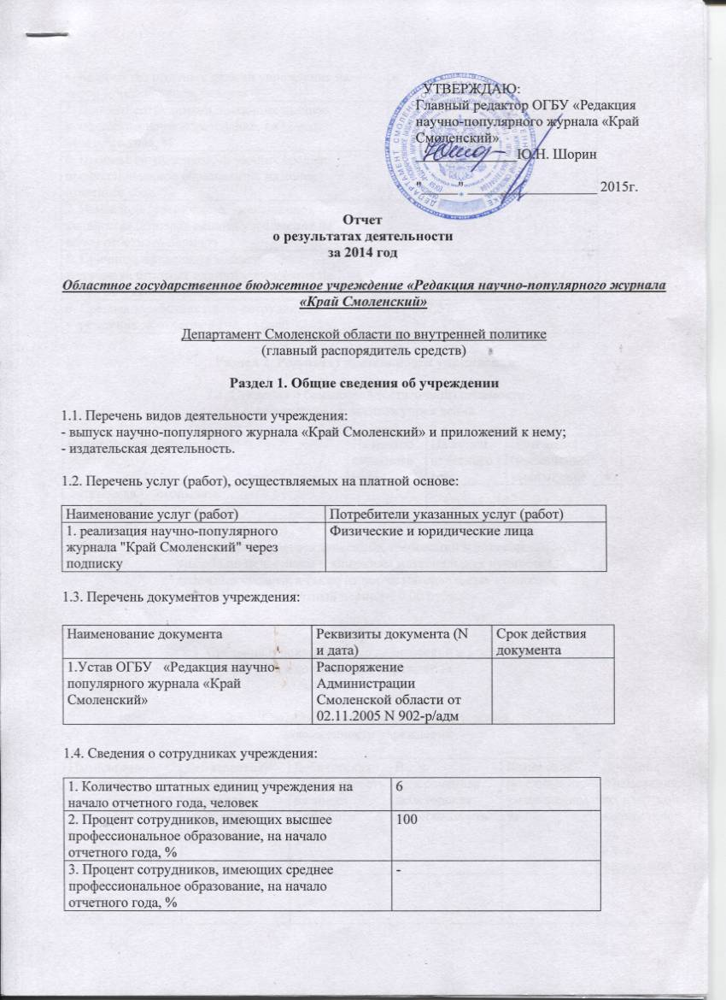 УТВЕРЖДАЮ:
Главный редактор ОГБУ «Редакция
научно-популярного журнала «Край
Смоленский»
Ю.Н. Шорин
"_____"__________________ 2015г.
Отчет
о результатах деятельности
за 2014 год
Областное государственное бюджетное учреждение «Редакция научно-популярного журнала
«Край Смоленский»
Департамент Смоленской области по внутренней политике
(главный распорядитель средств)
Раздел 1. Общие сведения об учреждении
1.1. Перечень видов деятельности учреждения:
- выпуск научно-популярного журнала «Край Смоленский» и приложений к нему;
- издательская деятельность.
1.2. Перечень услуг (работ), осуществляемых на платной основе:
Наименование услуг (работ) Потребители указанных услуг (работ)
1. реализация научно-популярного Физические и юридические лица
журнала "Край Смоленский" через
подписку
1.3. Перечень документов учреждения:
Наименование документа Реквизиты документа (N Срок действия
и дата) документа
1.Устав ОГБУ «Редакция научно- Распоряжение
популярного журнала «Край Администрации
Смоленский» Смоленской области от
02.11.2005 N 902-р/адм
1.4. Сведения о сотрудниках учреждения:
1. Количество штатных единиц учреждения на 6
начало отчетного года, человек
2. Процент сотрудников, имеющих высшее 100
профессиональное образование, на начало
отчетного года, %
3. Процент сотрудников, имеющих среднее -
профессиональное образование, на начало
отчетного года, %